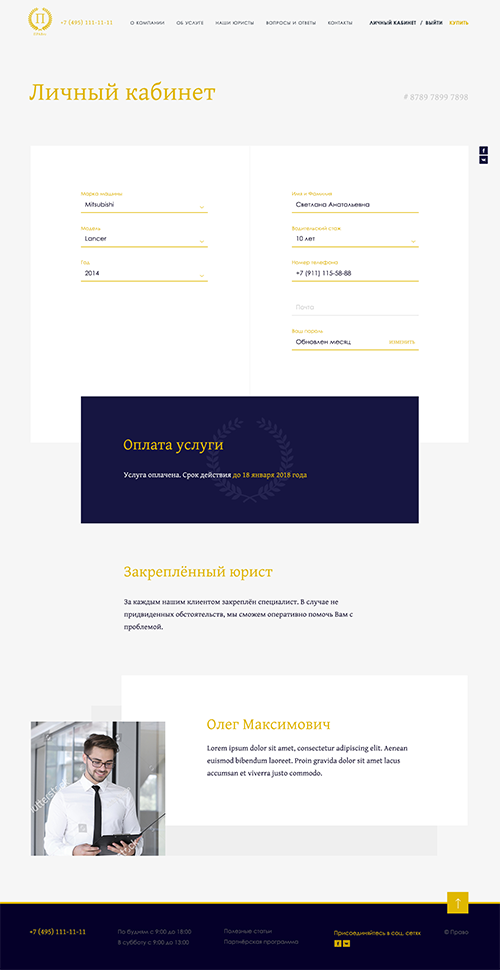 П
ПРАВО
+7 (495) 111-11-11
О КОМПАНИИ
ОБ УСЛУГЕ
НАШИ ЮРИСТЫ
ВОПРОСЫ И ОТВЕТЫ
КОНТАКТЫ
ЛИЧНЫЙ КАБИНЕТ / ВЫЙТИ
КУПИТЬ
Личный кабинет
# 8789 7899 7898
Марка машины
Mitsubishi
Модель
Lancer
Год
2014
Имя и Фамилия
Светлана Анатольевна
Водительский стаж
10 лет
Номер телефона
+7 (911) 115-58-88
Почта
Ваш пароль
Обновлен месяц
ИЗМЕНИТЬ
Оплата услуги
Услуга оплачена. Срок действия до 18 января 2018 года
Закреплённый юрист
За каждым нашим клиентом закреплён специалист. В случае не
придвиденных обстоятельств, мы сможем оперативно помочь Вам с
проблемой.
Олег Максимович
Lorem ipsum dolor sit amet, consectetur adipiscing elit. Aenean
euismod bibendum laoreet. Proin gravida dolor sit amet lacus
accumsan et viverra justo commodo.
+7 (495) 111-11-11
По будням с 9:00 до 18:00
В субботу с 9:00 до 13:00
Полезные статьи
Партнёрская программа
Присоединяйтесь в соц. сетях
© Право